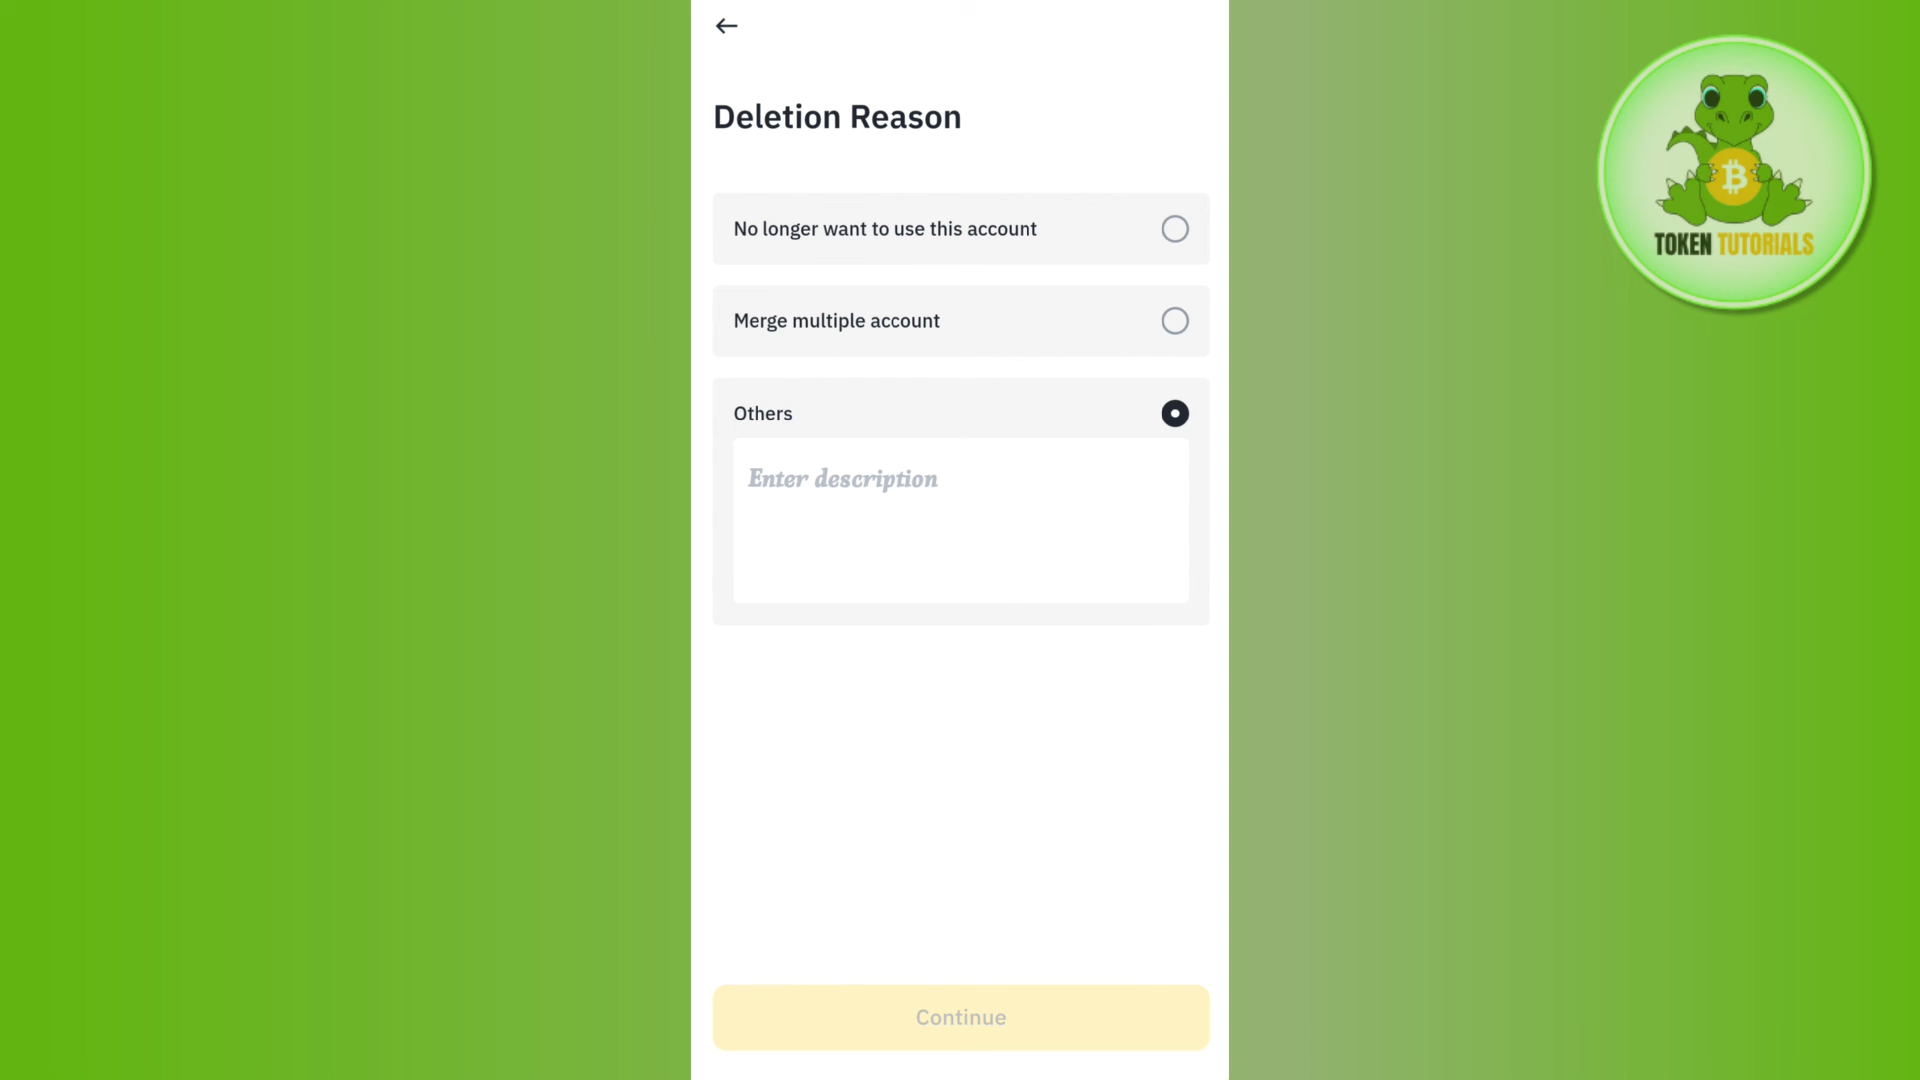 Deletion Reason
No longer want to use this account
Merge multiple account
Others
Enter description
Continue
TOKEN TUTORIALS